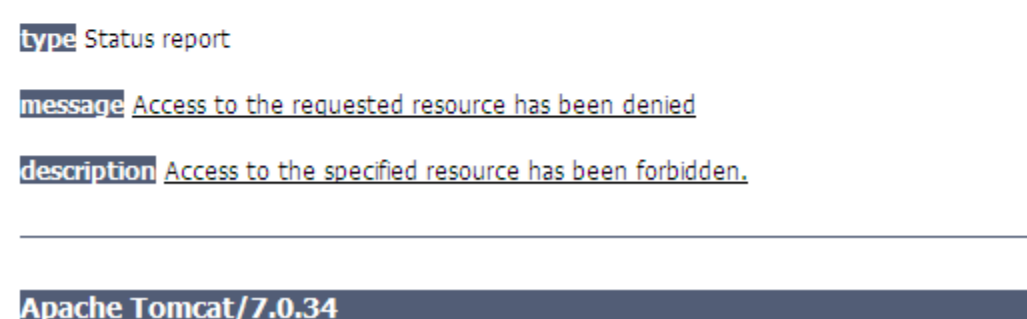 type Status report
message Access to the requested resource has been denied
description Access to the specified resource has been forbidden.
Apache Tomcat/7.0.34